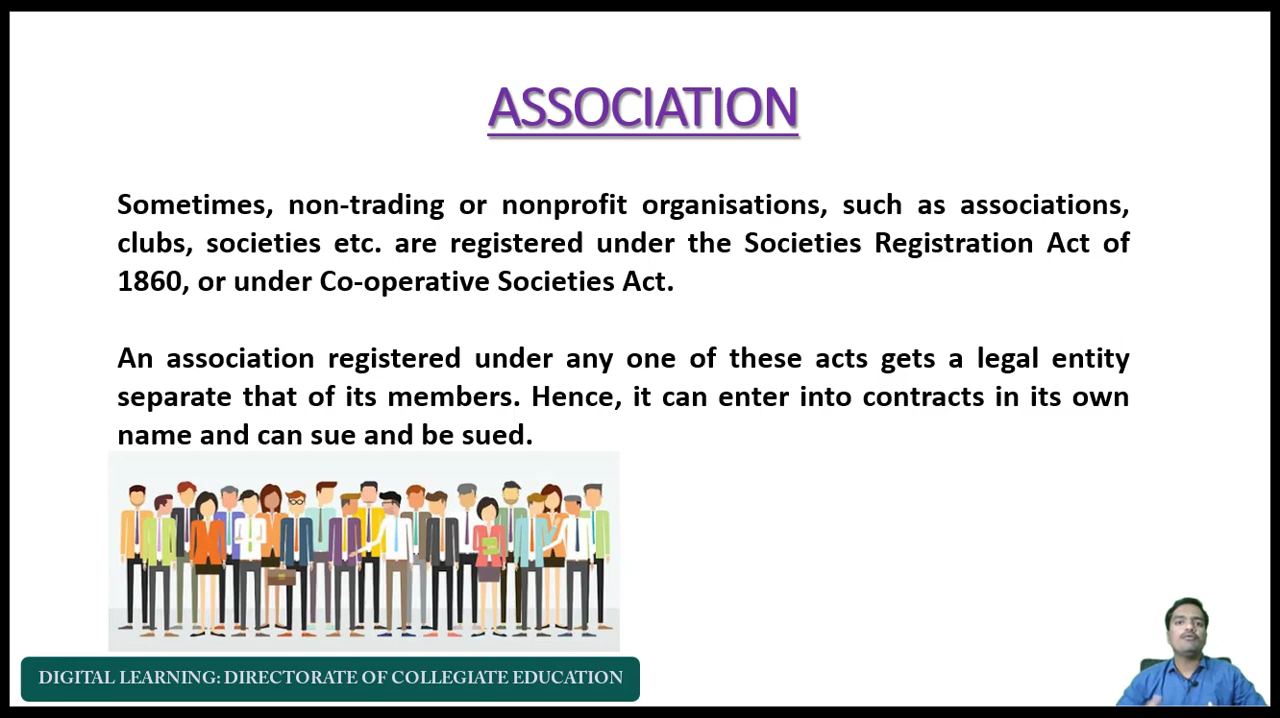 ASSOCIATION
Sometimes, non-trading or nonprofit organisations, such as associations,
clubs, societies etc. are registered under the Societies Registration Act of
1860, or under Co-operative Societies Act.
An association registered under any one of these acts gets a legal entity
separate that of its members. Hence, it can enter into contracts in its own
name and can sue and be sued.
DIGITAL LEARNING: DIRECTORATE OF COLLEGIATE EDUCATION